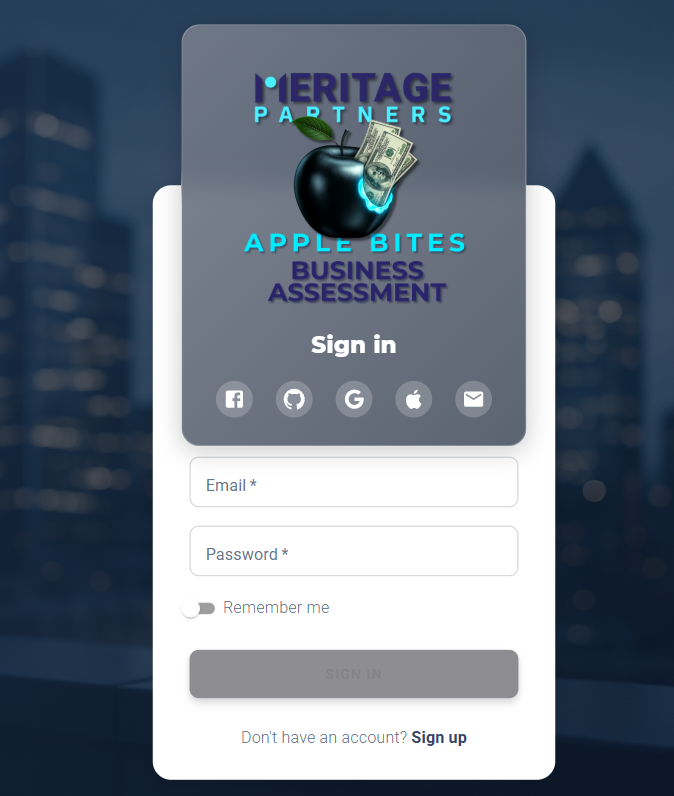 MERITAGE
PARTNERS
APPLE BITES
BUSINESS
ASSESSMENT
Sign in
Email *
Password *
Remember me
SIGN IN
Don't have an account? Sign up